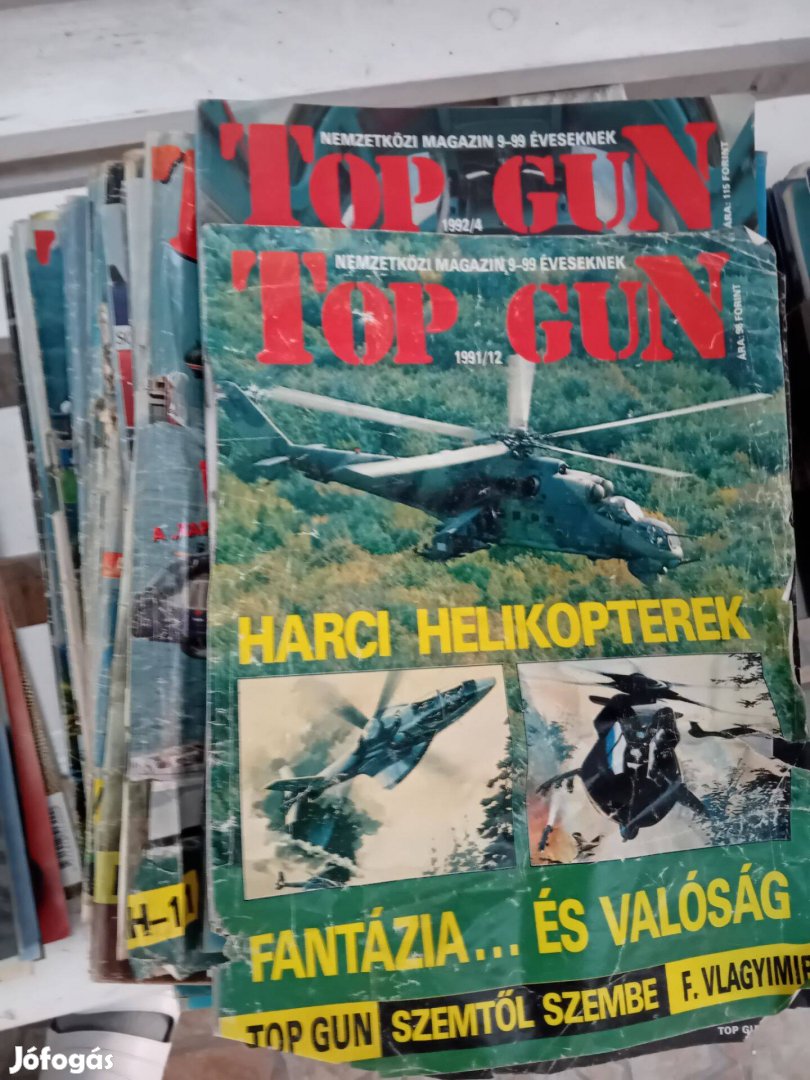 NEMZETKÖZI MAGAZIN 9-99 ÉVESEKNEK
TOP GUN
1992/4
ÁRA: 115 FORINT
NEMZETKÖZI MAGAZIN 9-99 ÉVESEKNEK
TOP GUN
1991/12
ÁRA: 98 FORINT
HARCI HELIKOPTEREK
FANTÁZIA... ÉS VALÓSÁG
TOP GUN SZEMTŐL SZEMBE F. VLAGYIMIR
TOP
H-1
Jófogás